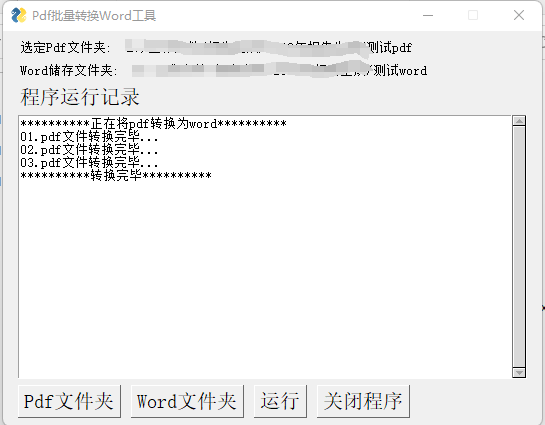 Pdf批量转换Word工具
选定Pdf文件夹: 测试pdf
Word储存文件夹: /测试word
程序运行记录
**********正在将pdf转换为word**********
01.pdf文件转换完毕...
02.pdf文件转换完毕...
03.pdf文件转换完毕...
**********转换完毕**********
Pdf文件夹 Word文件夹 运行 关闭程序